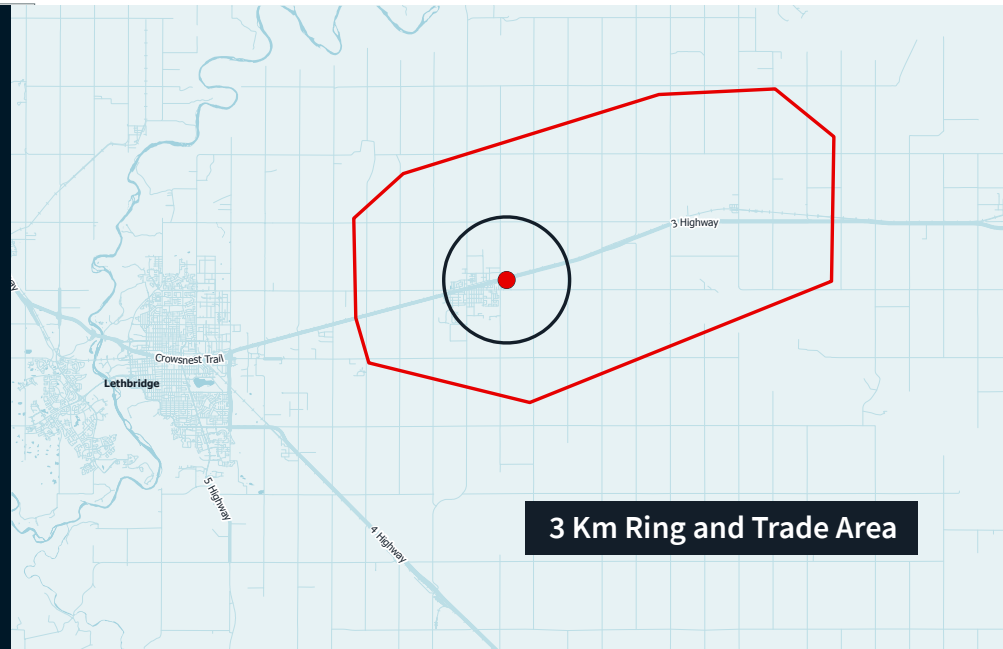 3 Highway
Crowsnest Trail
Lethbridge
5 Highway
4 Highway
3 Km Ring and Trade Area